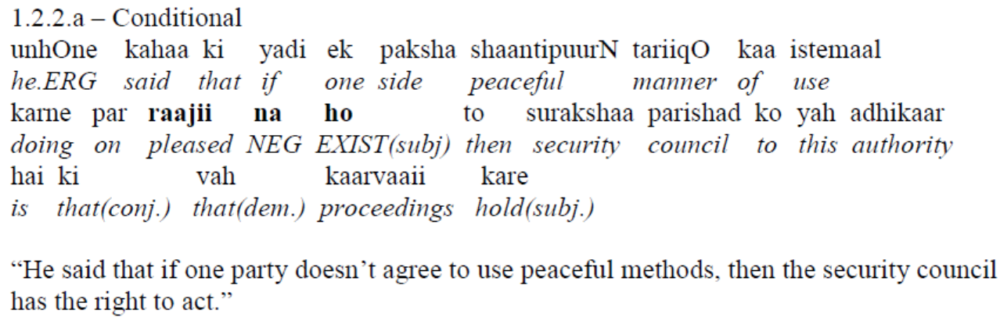 1.2.2.a – Conditional
unhOne kahaa ki yadi ek paksha shaantipuurN tariiqO kaa istemaal
he.ERG said that if one side peaceful manner of use
karne par raajii na ho to surakshaa parishad ko yah adhikaar
doing on pleased NEG EXIST(subj) then security council to this authority
hai ki vah kaarvaaii kare
is that(conj.) that(dem.) proceedings hold(subj.)
“He said that if one party doesn’t agree to use peaceful methods, then the security council
has the right to act.”